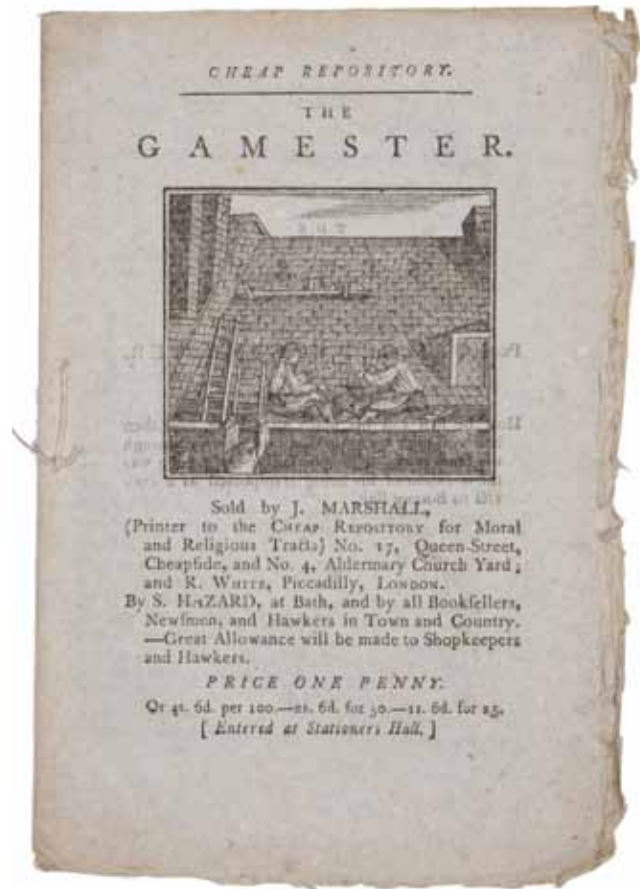 CHEAP REPOSITORY.
THE
GAMESTER.
Sold by J. MARSHALL,
(Printer to the CHEAP REPOSITORY for Moral
and Religious Tracts) No. 17, Queen-Street,
Cheapſide, and No. 4, Aldermary Church Yard;
and R. WHITE, Piccadilly, LONDON.
By S. HAZARD, at Bath, and by all Bookſellers,
Newſmen, and Hawkers in Town and Country.
—Great Allowance will be made to Shopkeepers
and Hawkers.
PRICE ONE PENNY.
Or 4s. 6d. per 100.—2s. 6d. for 50.—1s. 6d. for 25.
[ Entered at Stationers Hall. ]